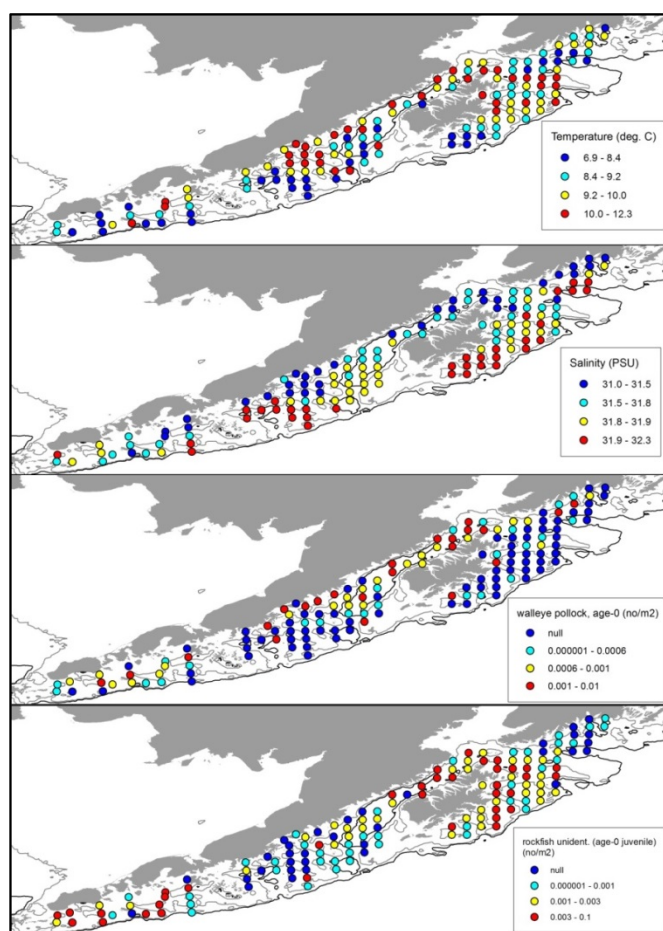 Temperature (deg. C)
6.9 - 8.4
8.4 - 9.2
9.2 - 10.0
10.0 - 12.3
Salinity (PSU)
31.0 - 31.5
31.5 - 31.8
31.8 - 31.9
31.9 - 32.3
walleye pollock, age-0 (no/m2)
null
0.000001 - 0.0006
0.0006 - 0.001
0.001 - 0.01
rockfish unident. (age-0 juvenile)
(no/m2)
null
0.000001 - 0.001
0.001 - 0.003
0.003 - 0.1